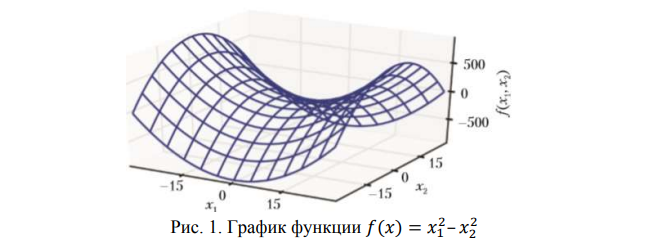 500
0
−500
f(x₁, x₂)
15
0
−15
x₂
−15
0
15
x₁
Рис. 1. График функции 𝑓(𝑥) = 𝑥₁² – 𝑥₂²